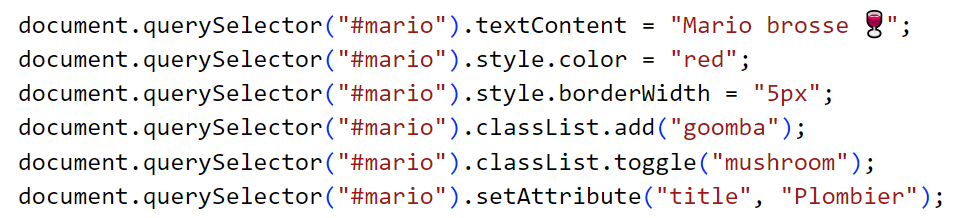 document.querySelector("#mario").textContent = "Mario brosse 🍷";
document.querySelector("#mario").style.color = "red";
document.querySelector("#mario").style.borderWidth = "5px";
document.querySelector("#mario").classList.add("goomba");
document.querySelector("#mario").classList.toggle("mushroom");
document.querySelector("#mario").setAttribute("title", "Plombier");